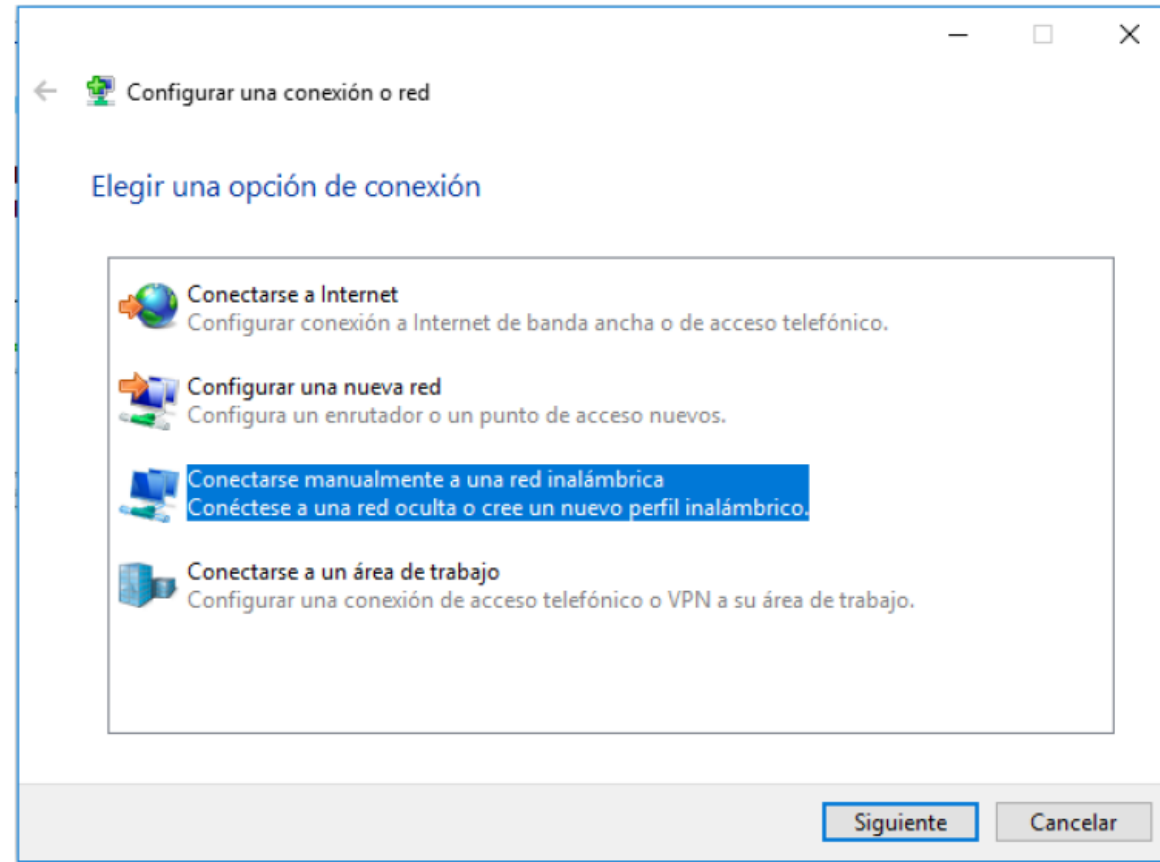 Configurar una conexión o red
Elegir una opción de conexión
Conectarse a Internet
Configurar conexión a Internet de banda ancha o de acceso telefónico.
Configurar una nueva red
Configura un enrutador o un punto de acceso nuevos.
Conectarse manualmente a una red inalámbrica
Conéctese a una red oculta o cree un nuevo perfil inalámbrico.
Conectarse a un área de trabajo
Configurar una conexión de acceso telefónico o VPN a su área de trabajo.
Siguiente Cancelar